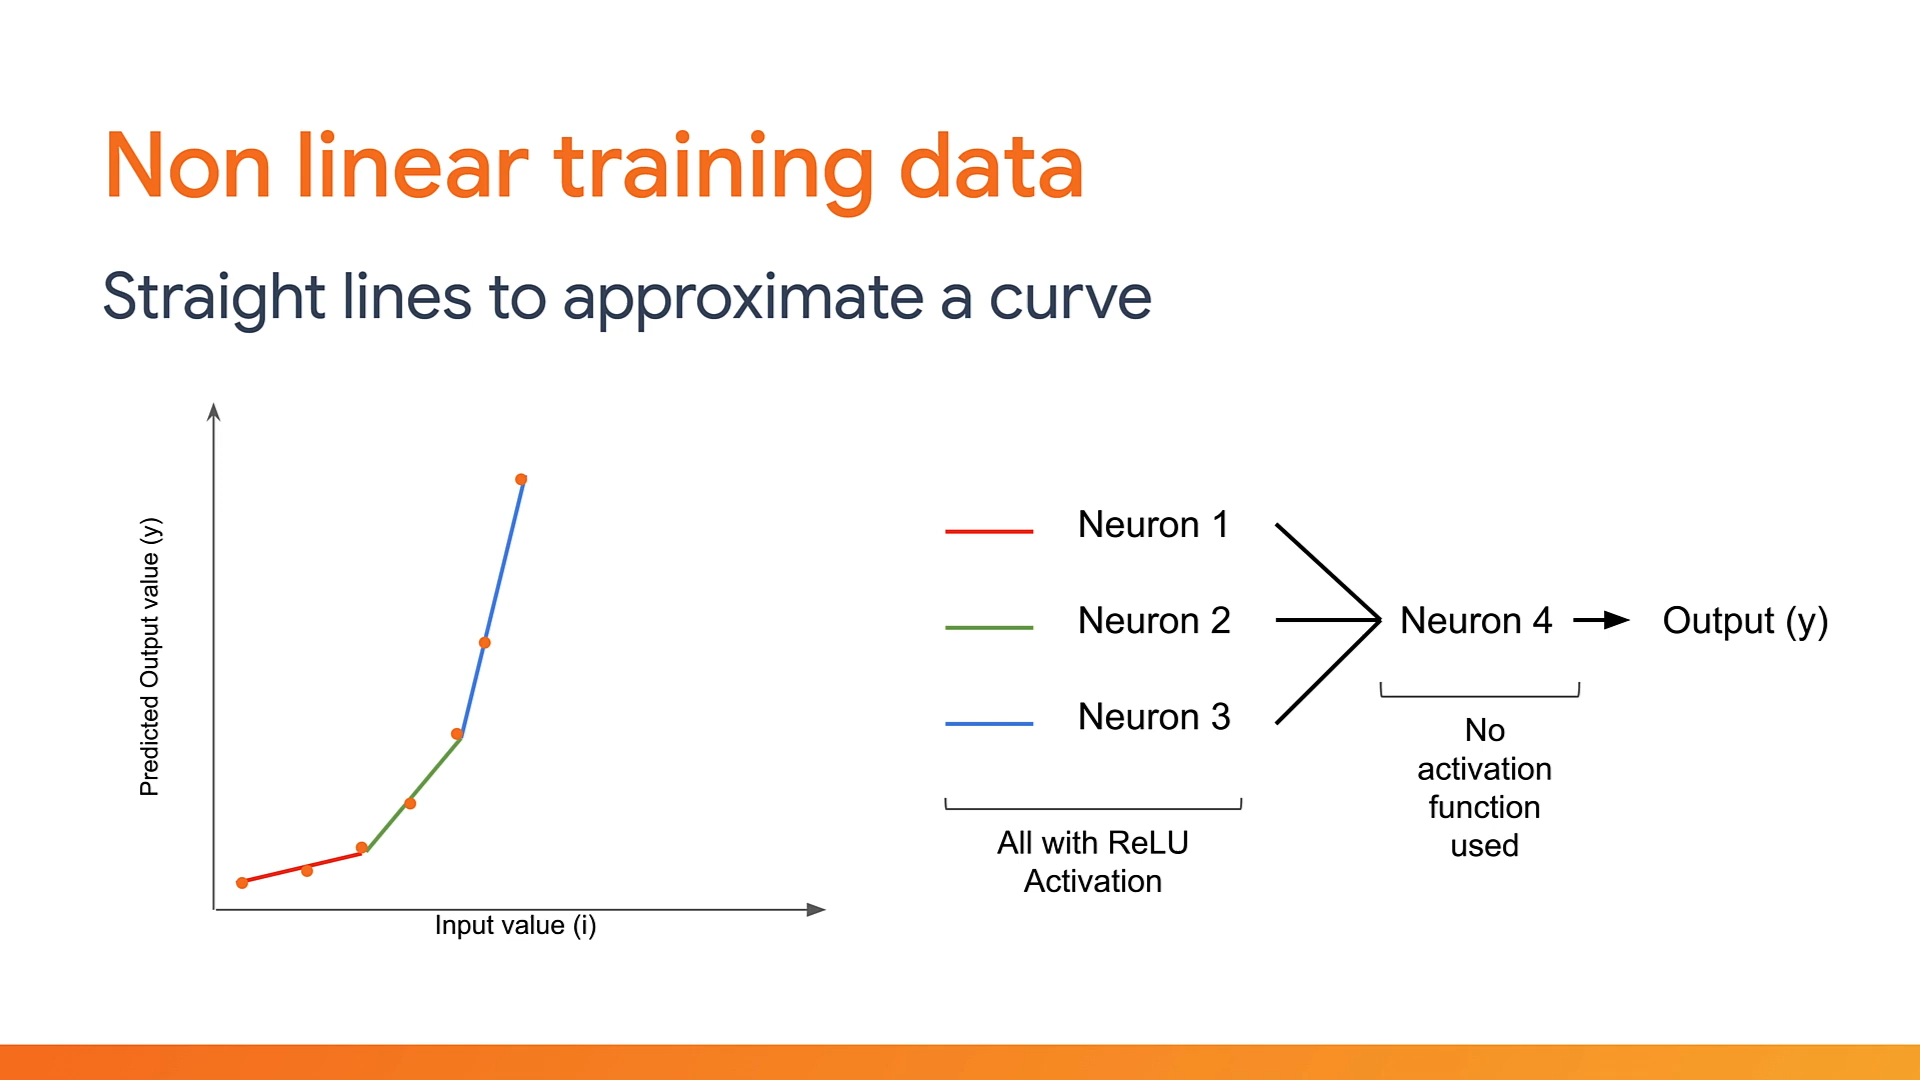 Non linear training data
Straight lines to approximate a curve
Predicted Output value (y)
Input value (i)
Neuron 1
Neuron 2
Neuron 3
All with ReLU
Activation
Neuron 4
No
activation
function
used
Output (y)